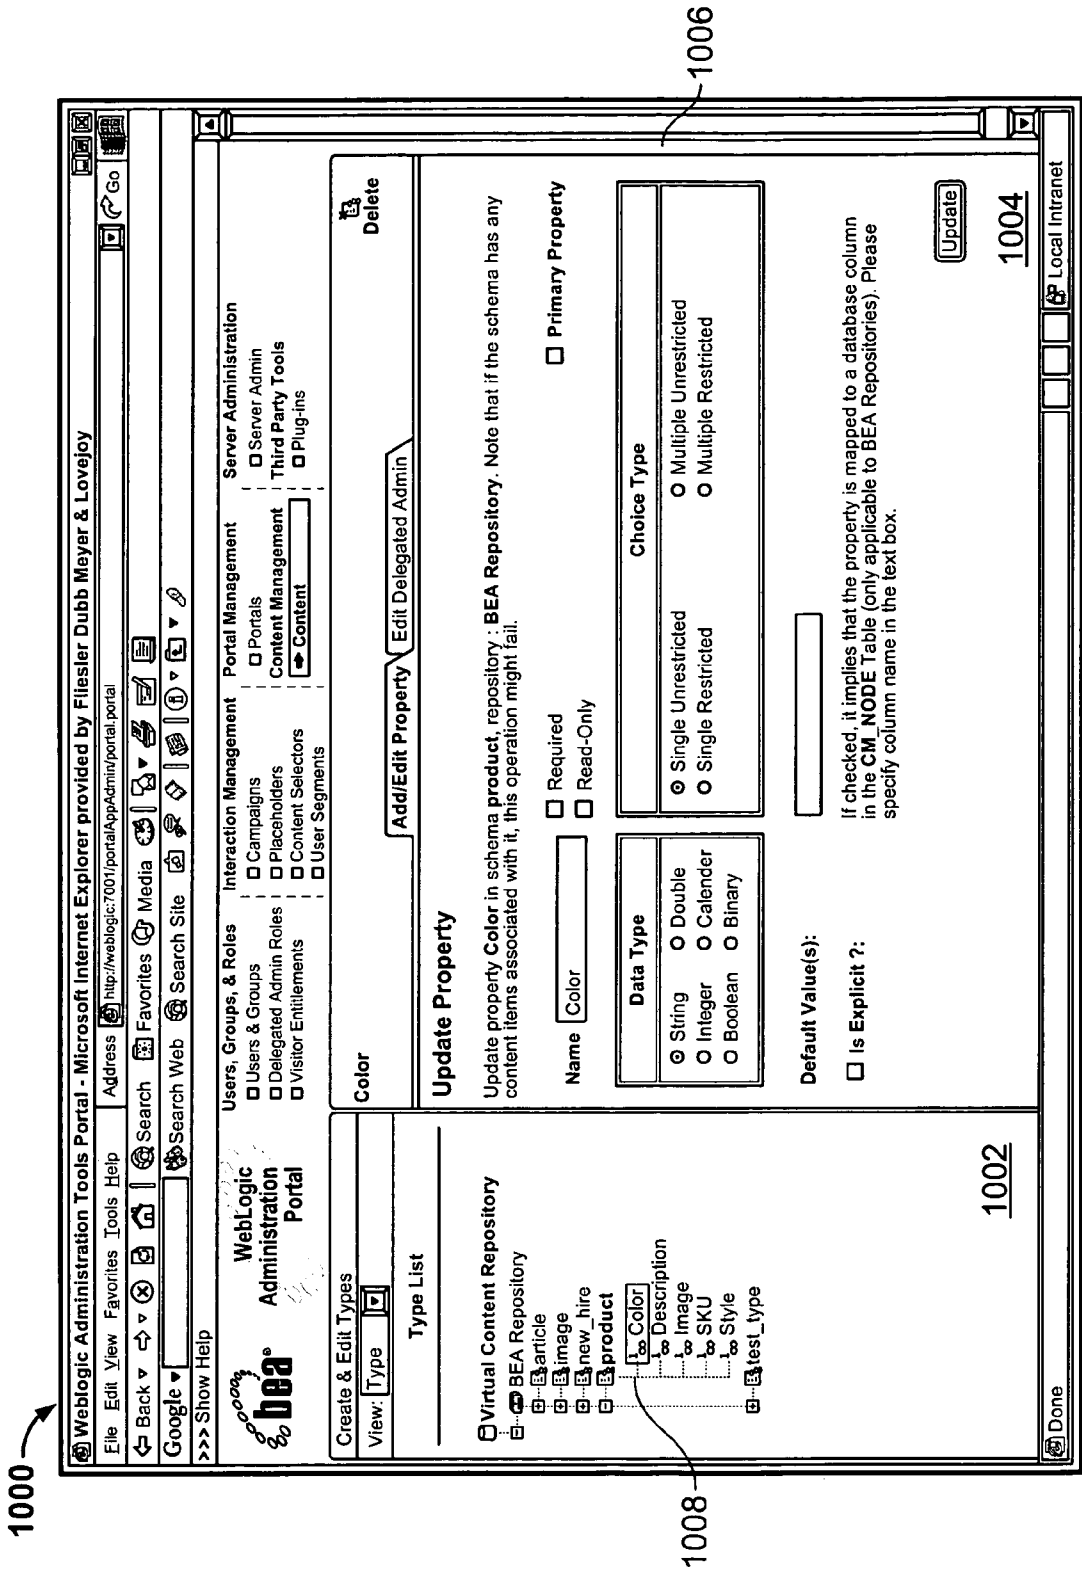 1000
Weblogic Administration Tools Portal - Microsoft Internet Explorer provided by Fliesler Dubb Meyer & Lovejoy
File Edit View Favorites Tools Help
Address http://weblogic:7001/portalAppAdmin/portal.portal
Go
Back
Search
Favorites
Media
Google
Search Web
Search Site
>>> Show Help
bea®
WebLogic
Administration
Portal
Users, Groups, & Roles
Users & Groups
Delegated Admin Roles
Visitor Entitlements
Interaction Management
Campaigns
Placeholders
Content Selectors
User Segments
Portal Management
Portals
Content Management
Content
Server Administration
Server Admin
Third Party Tools
Plug-ins
Create & Edit Types
View: Type
Type List
Virtual Content Repository
BEA Repository
article
image
new_hire
product
Color
Description
Image
SKU
Style
test_type
1002
1008
Color
Add/Edit Property
Edit Delegated Admin
Delete
Update Property
Update property Color in schema product, repository : BEA Repository. Note that if the schema has any
content items associated with it, this operation might fail.
Name Color
Required
Read-Only
Primary Property
Data Type
String
Double
Integer
Calender
Boolean
Binary
Choice Type
Single Unrestricted
Multiple Unrestricted
Single Restricted
Multiple Restricted
Default Value(s):
Is Explicit ?:
If checked, it implies that the property is mapped to a database column
in the CM_NODE Table (only applicable to BEA Repositories). Please
specify column name in the text box.
Update
1004
1006
Done
Local Intranet